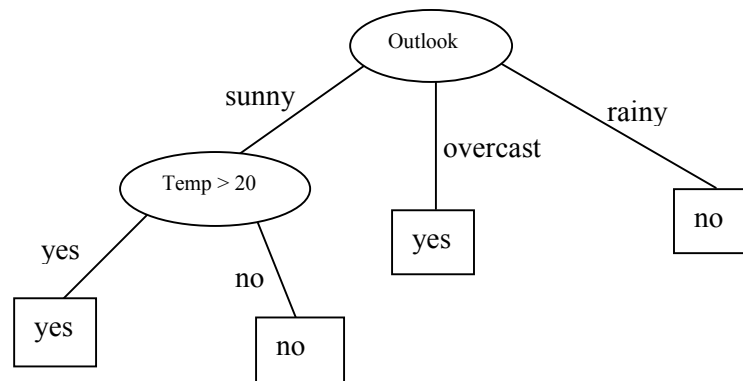 Outlook
sunny
overcast
rainy
Temp > 20
yes
no
yes
no
yes
no